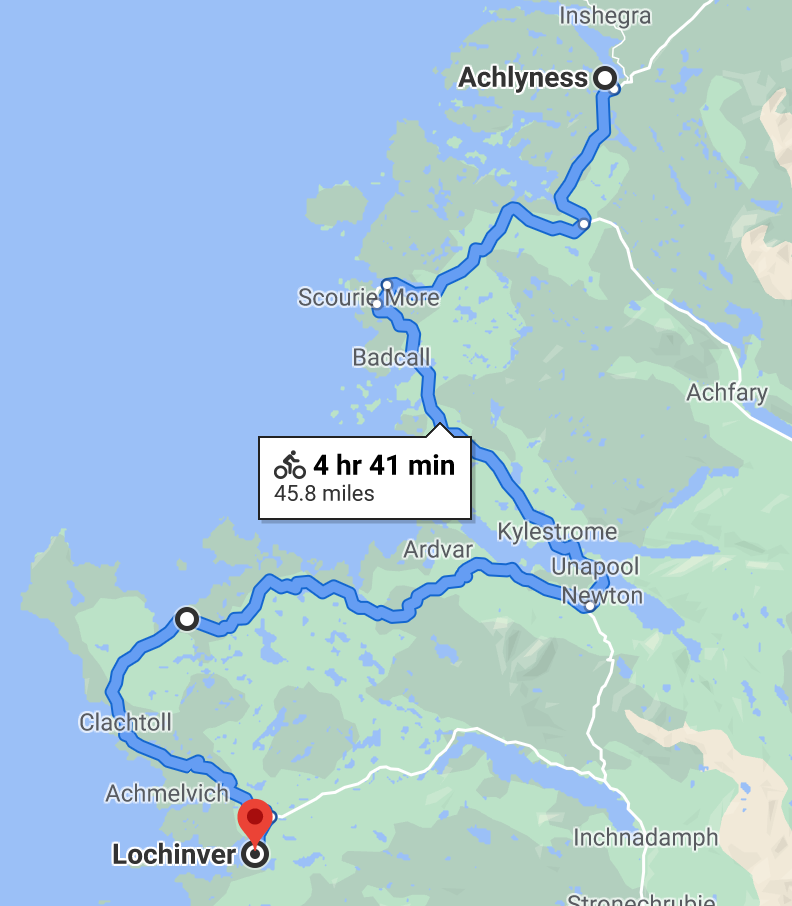 Inshegra
Achlyness
Scourie More
Badcall
Achfary
4 hr 41 min
45.8 miles
Kylestrome
Ardvar
Unapool
Newton
Clachtoll
Achmelvich
Inchnadamph
Lochinver
Stronechrubie